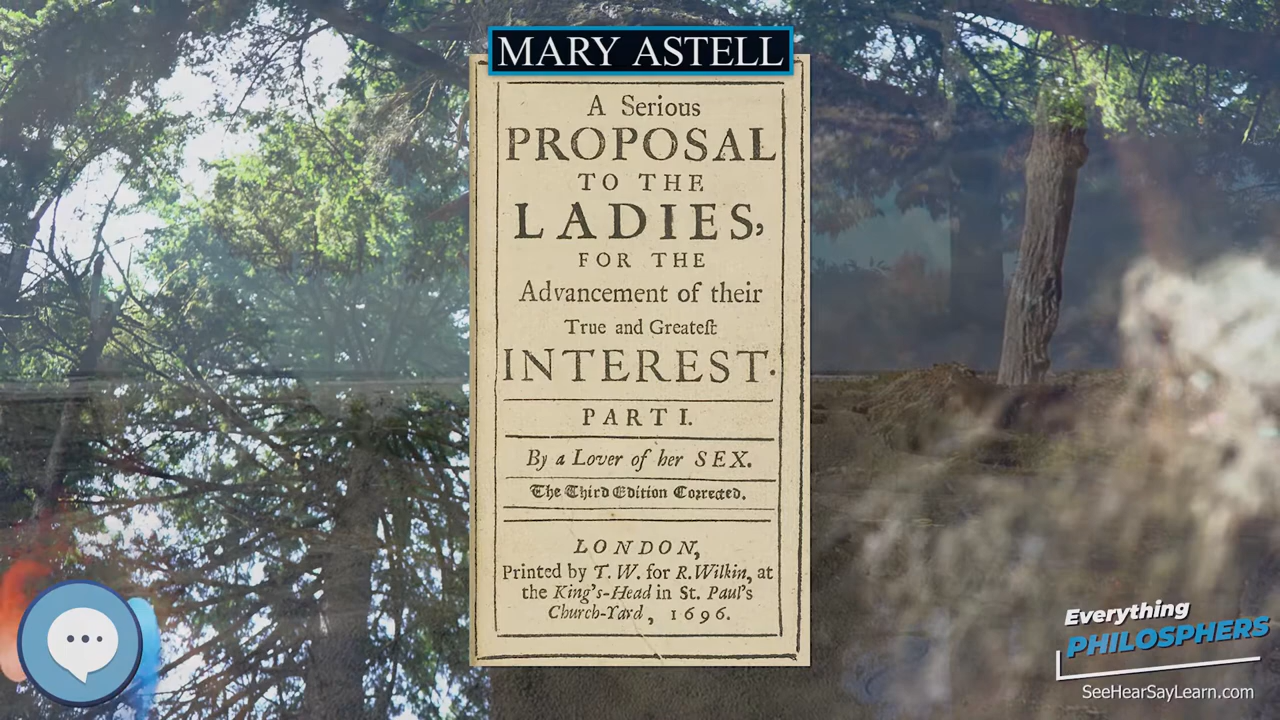 MARY ASTELL
A Serious
PROPOSAL
TO THE
LADIES,
FOR THE
Advancement of their
True and Greateſt
INTEREST.
PART I.
By a Lover of her SEX.
The Third Edition Corrected.
LONDON,
Printed by T. W. for R. Wilkin, at
the King's-Head in St. Paul's
Church-Yard, 1696.
Everything
PHILOSPHERS
SeeHearSayLearn.com